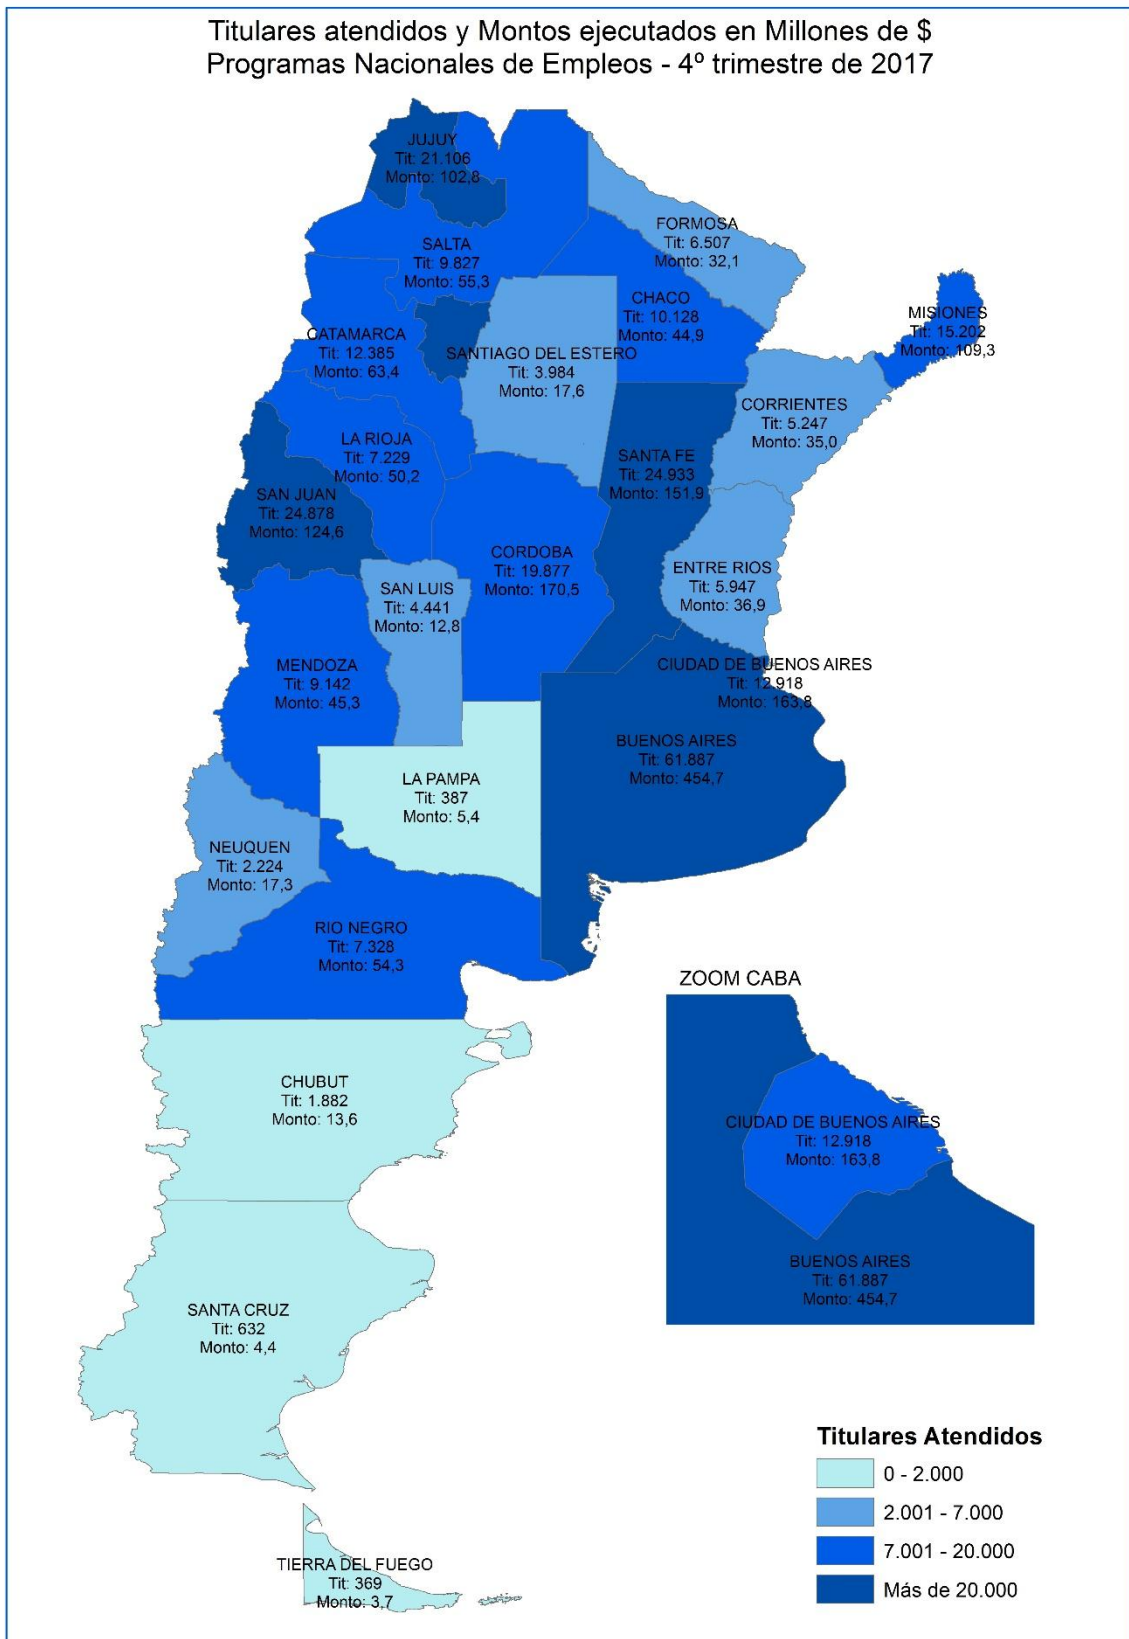 Titulares atendidos y Montos ejecutados en Millones de $
Programas Nacionales de Empleos - 4º trimestre de 2017
JUJUY
Tit: 21.106
Monto: 102,8
FORMOSA
Tit: 6.507
Monto: 32,1
SALTA
Tit: 9.827
Monto: 55,3
CHACO
Tit: 10.128
Monto: 44,9
MISIONES
Tit: 15.202
Monto: 109,3
CATAMARCA
Tit: 12.385
Monto: 63,4
SANTIAGO DEL ESTERO
Tit: 3.984
Monto: 17,6
CORRIENTES
Tit: 5.247
Monto: 35,0
LA RIOJA
Tit: 7.229
Monto: 50,2
SANTA FE
Tit: 24.933
Monto: 151,9
SAN JUAN
Tit: 24.878
Monto: 124,6
CORDOBA
Tit: 19.877
Monto: 170,5
ENTRE RIOS
Tit: 5.947
Monto: 36,9
SAN LUIS
Tit: 4.441
Monto: 12,8
MENDOZA
Tit: 9.142
Monto: 45,3
CIUDAD DE BUENOS AIRES
Tit: 12.918
Monto: 163,8
BUENOS AIRES
Tit: 61.887
Monto: 454,7
LA PAMPA
Tit: 387
Monto: 5,4
NEUQUEN
Tit: 2.224
Monto: 17,3
RIO NEGRO
Tit: 7.328
Monto: 54,3
ZOOM CABA
CIUDAD DE BUENOS AIRES
Tit: 12.918
Monto: 163,8
BUENOS AIRES
Tit: 61.887
Monto: 454,7
CHUBUT
Tit: 1.882
Monto: 13,6
SANTA CRUZ
Tit: 632
Monto: 4,4
TIERRA DEL FUEGO
Tit: 369
Monto: 3,7
Titulares Atendidos
0 - 2.000
2.001 - 7.000
7.001 - 20.000
Más de 20.000